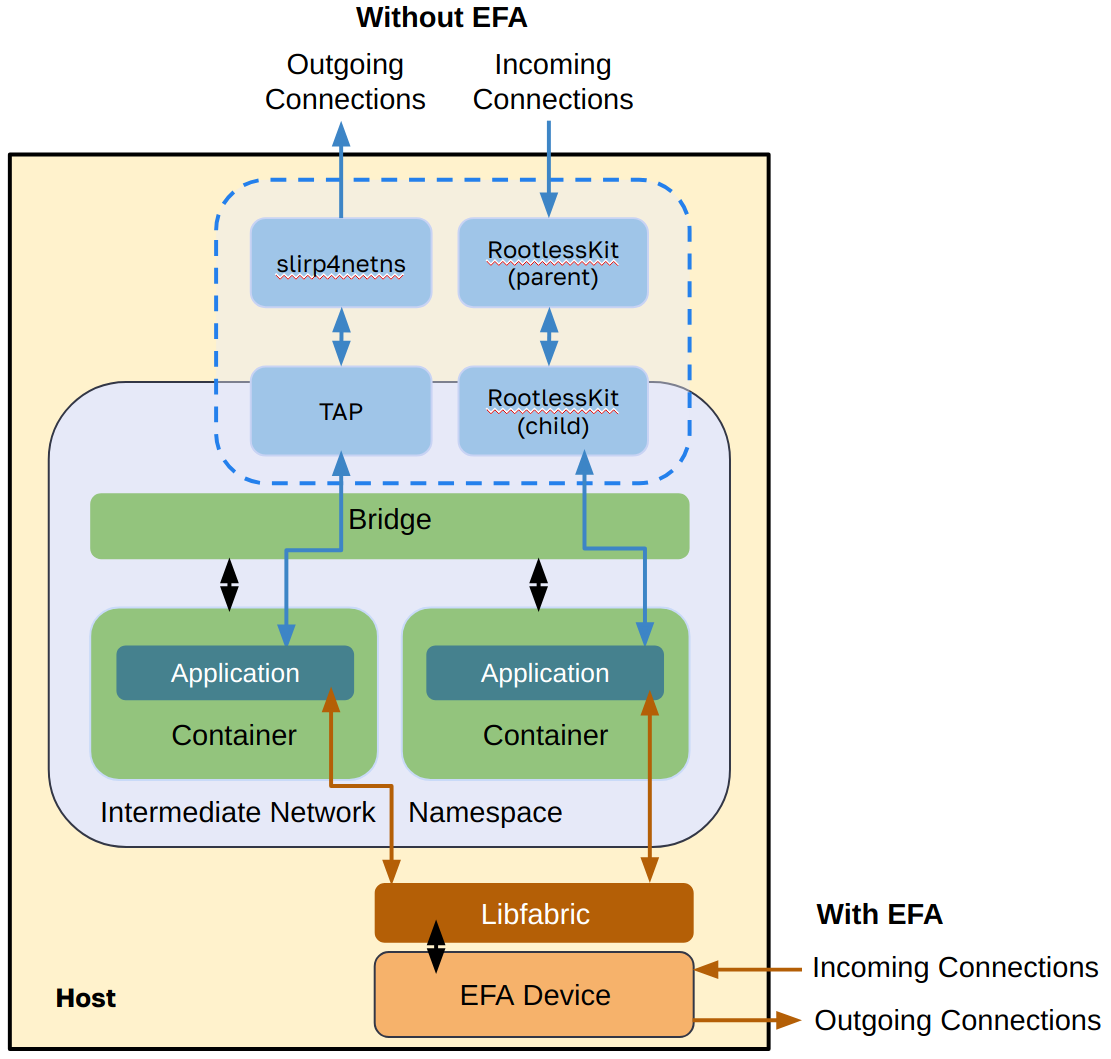 Without EFA
Outgoing
Connections
Incoming
Connections
slirp4netns
RootlessKit
(parent)
TAP
RootlessKit
(child)
Bridge
Application
Application
Container
Container
Intermediate Network Namespace
Libfabric
With EFA
Incoming Connections
EFA Device
Host
Outgoing Connections